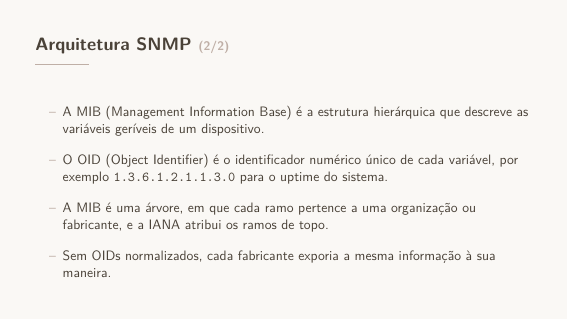 Arquitetura SNMP (2/2)
– A MIB (Management Information Base) é a estrutura hierárquica que descreve as
variáveis geríveis de um dispositivo.
– O OID (Object Identifier) é o identificador numérico único de cada variável, por
exemplo 1.3.6.1.2.1.1.3.0 para o uptime do sistema.
– A MIB é uma árvore, em que cada ramo pertence a uma organização ou
fabricante, e a IANA atribui os ramos de topo.
– Sem OIDs normalizados, cada fabricante exporia a mesma informação à sua
maneira.